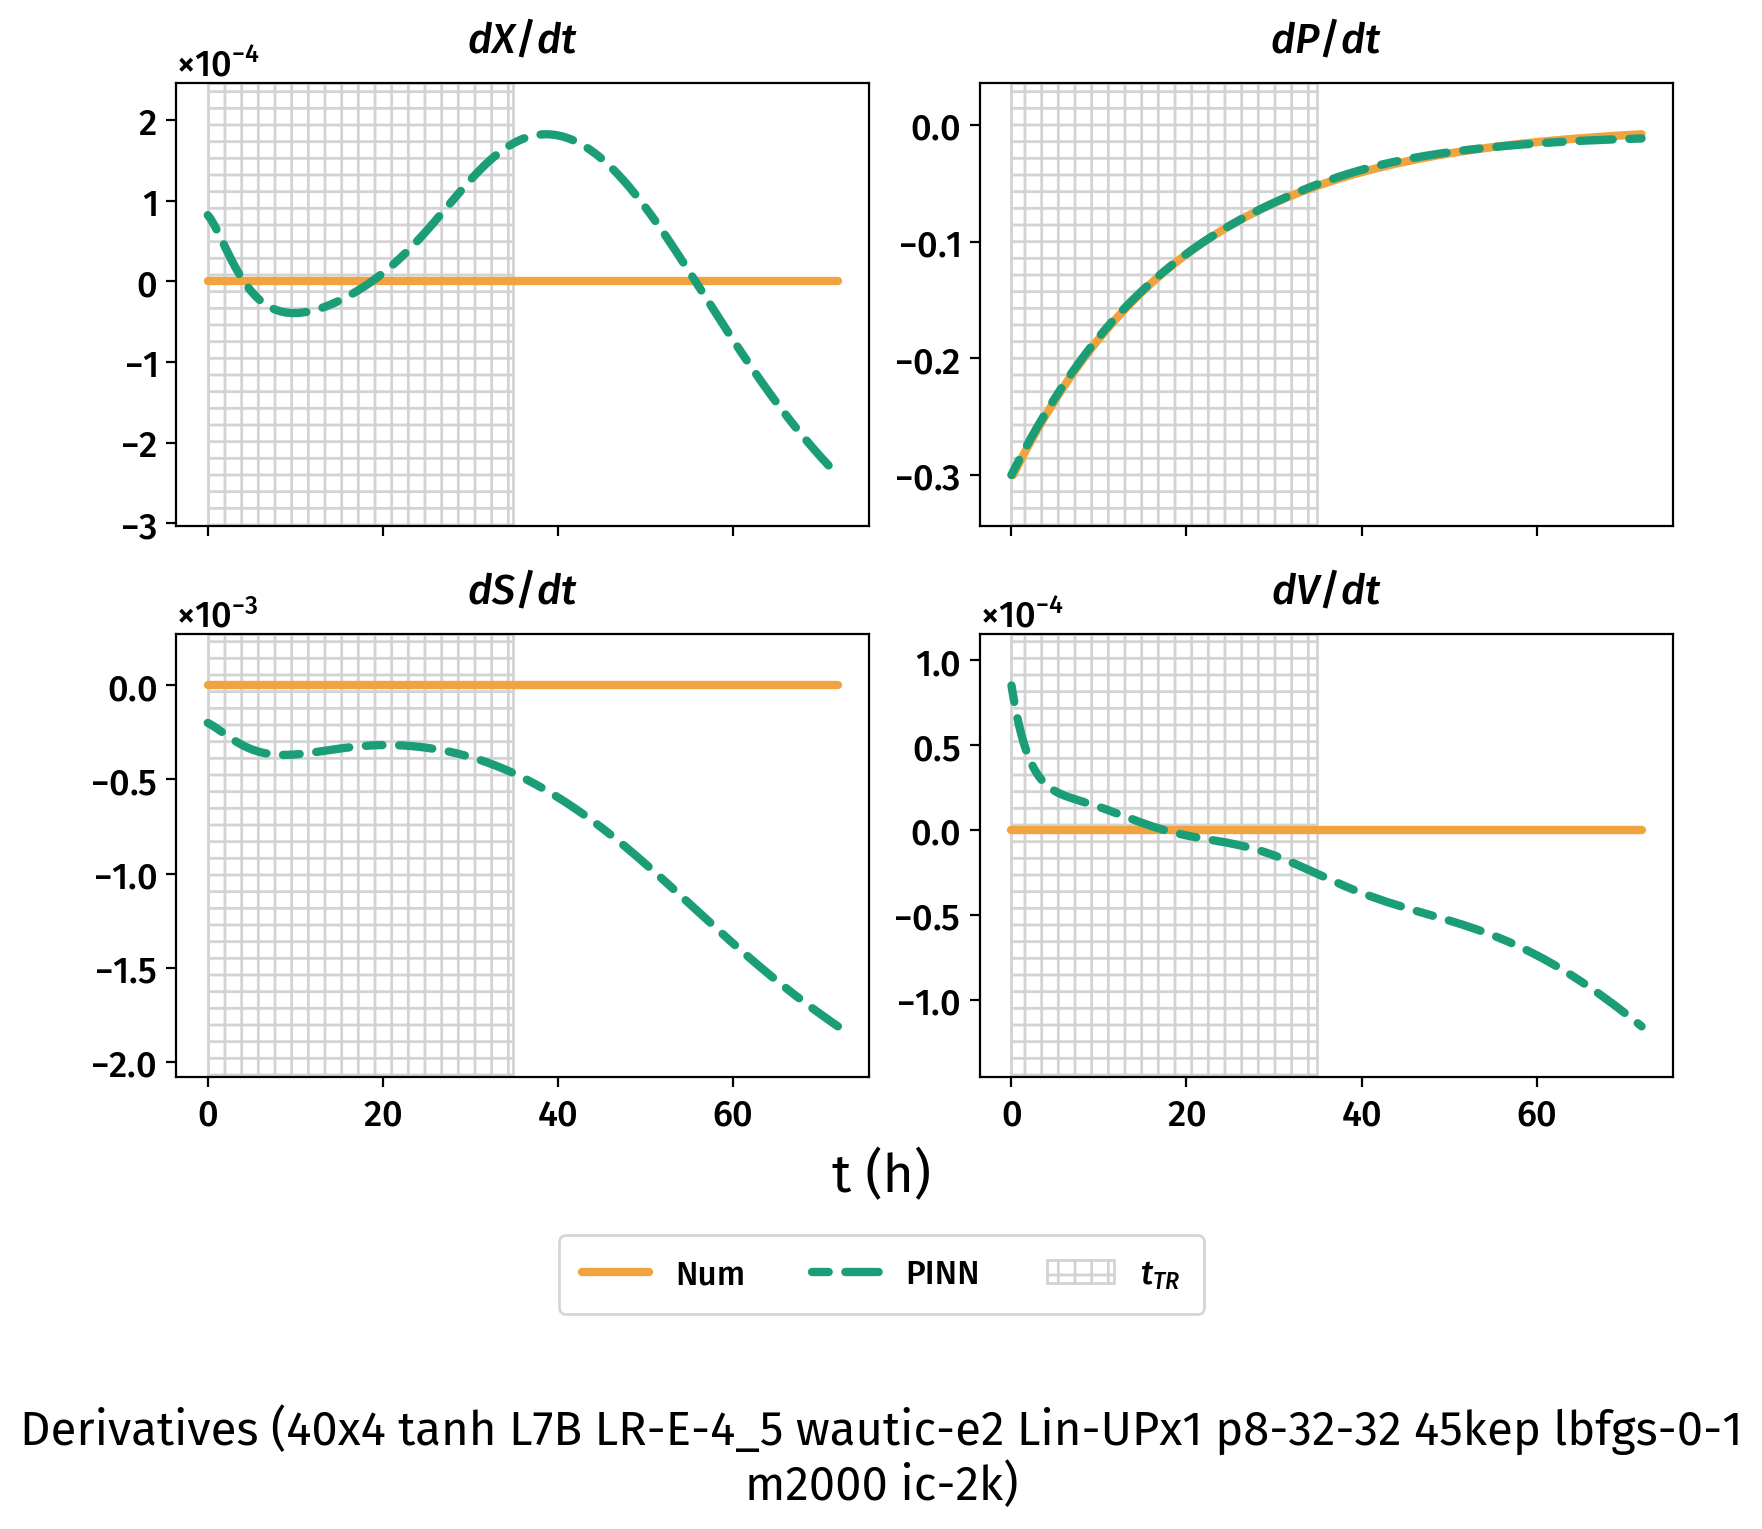 dX/dt
×10⁻⁴
2
1
0
−1
−2
−3
dP/dt
0.0
−0.1
−0.2
−0.3
dS/dt
×10⁻³
0.0
−0.5
−1.0
−1.5
−2.0
0 20 40 60
dV/dt
×10⁻⁴
1.0
0.5
0.0
−0.5
−1.0
0 20 40 60
t (h)
Num PINN t_TR
Derivatives (40x4 tanh L7B LR-E-4_5 wautic-e2 Lin-UPx1 p8-32-32 45kep lbfgs-0-1
m2000 ic-2k)